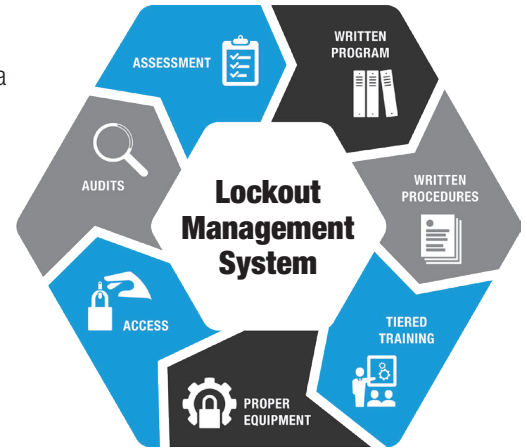 a
ASSESSMENT
WRITTEN
PROGRAM
WRITTEN
PROCEDURES
TIERED
TRAINING
PROPER
EQUIPMENT
ACCESS
AUDITS
Lockout
Management
System